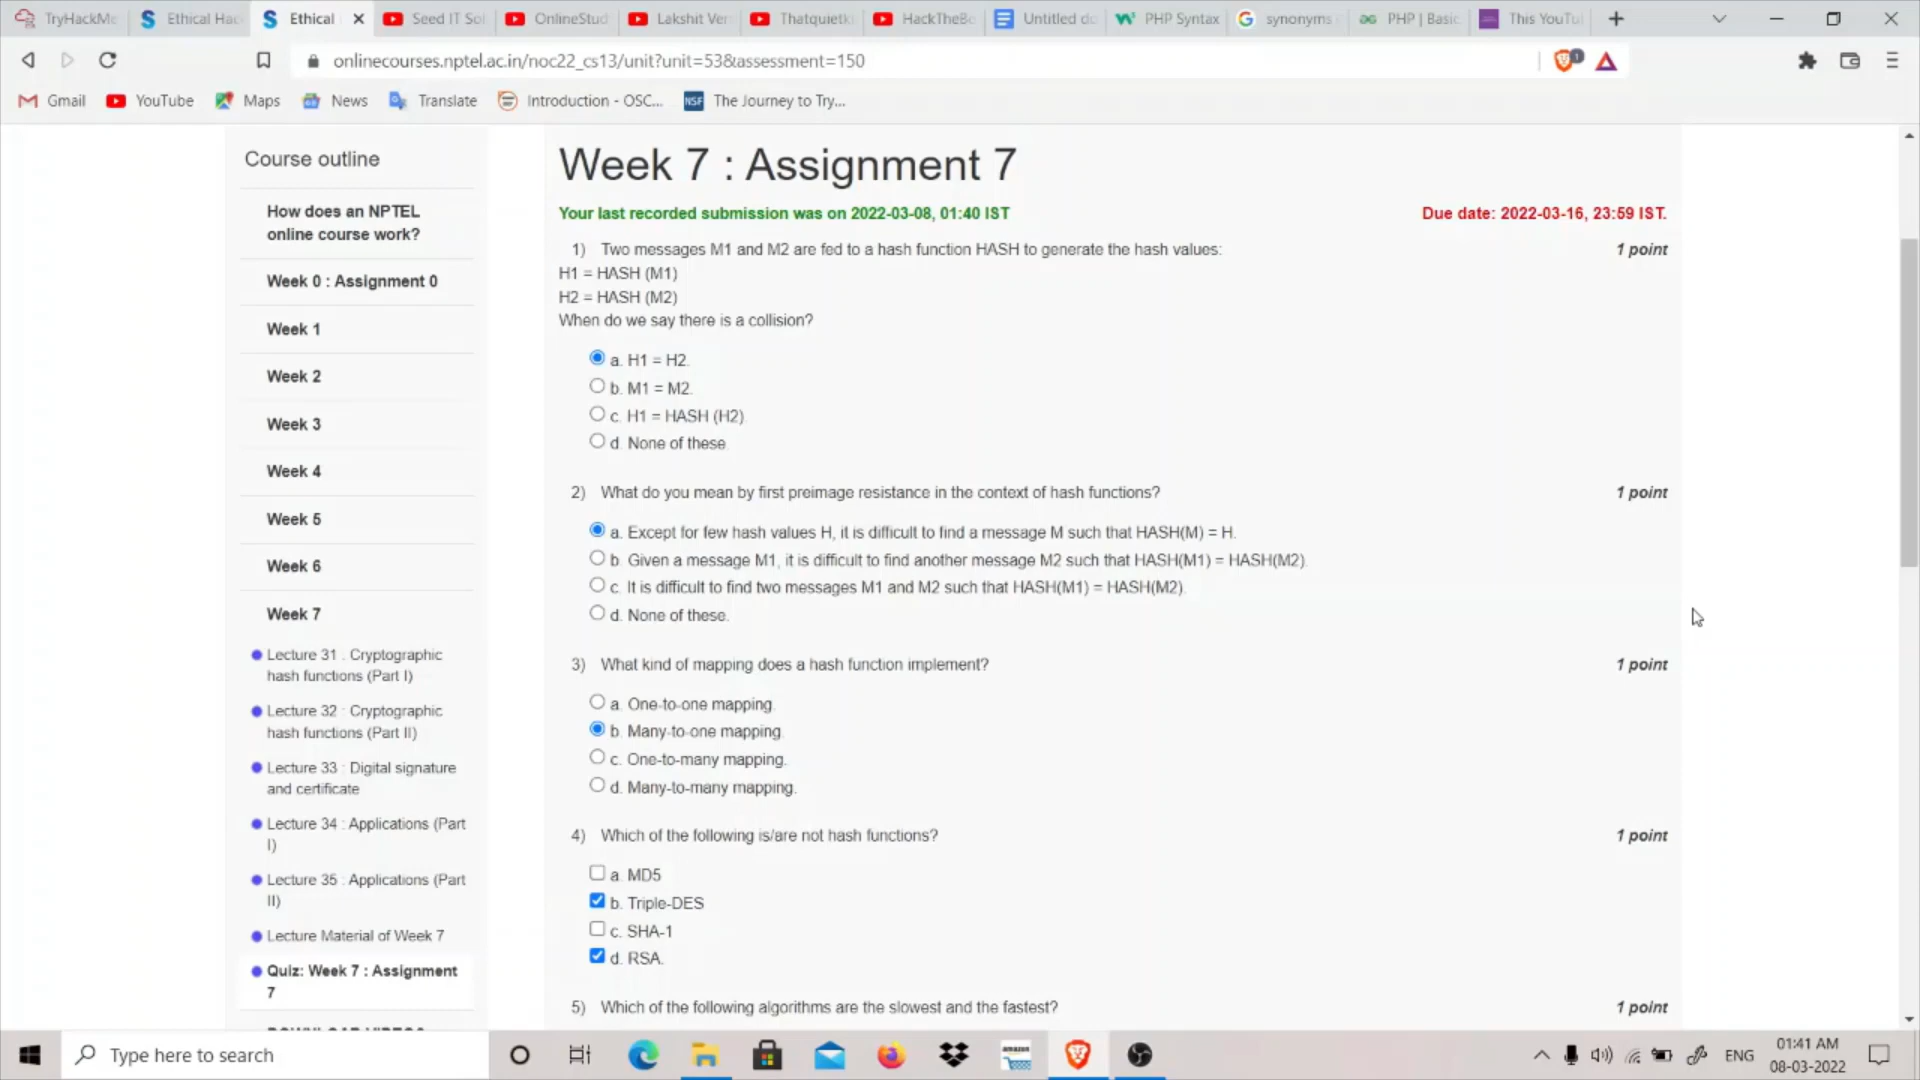 TryHackMe
Ethical Hac
Ethical
Seed IT Sol
OnlineStud
Lakshit Ver
Thatquietk
HackTheBo
Untitled do
PHP Syntax
synonyms
PHP | Basic
This YouTu
onlinecourses.nptel.ac.in/noc22_cs13/unit?unit=53&assessment=150
Gmail
YouTube
Maps
News
Translate
Introduction - OSC...
NSF
The Journey to Try...
Course outline
How does an NPTEL
online course work?
Week 0 : Assignment 0
Week 1
Week 2
Week 3
Week 4
Week 5
Week 6
Week 7
Lecture 31 : Cryptographic
hash functions (Part I)
Lecture 32 : Cryptographic
hash functions (Part II)
Lecture 33 : Digital signature
and certificate
Lecture 34 : Applications (Part
I)
Lecture 35 : Applications (Part
II)
Lecture Material of Week 7
Quiz: Week 7 : Assignment
7
Week 7 : Assignment 7
Your last recorded submission was on 2022-03-08, 01:40 IST
Due date: 2022-03-16, 23:59 IST.
1) Two messages M1 and M2 are fed to a hash function HASH to generate the hash values:
1 point
H1 = HASH (M1)
H2 = HASH (M2)
When do we say there is a collision?
a. H1 = H2.
b. M1 = M2.
c. H1 = HASH (H2).
d. None of these.
2) What do you mean by first preimage resistance in the context of hash functions?
1 point
a. Except for few hash values H, it is difficult to find a message M such that HASH(M) = H.
b. Given a message M1, it is difficult to find another message M2 such that HASH(M1) = HASH(M2).
c. It is difficult to find two messages M1 and M2 such that HASH(M1) = HASH(M2).
d. None of these.
3) What kind of mapping does a hash function implement?
1 point
a. One-to-one mapping.
b. Many-to-one mapping.
c. One-to-many mapping.
d. Many-to-many mapping.
4) Which of the following is/are not hash functions?
1 point
a. MD5
b. Triple-DES
c. SHA-1
d. RSA.
5) Which of the following algorithms are the slowest and the fastest?
1 point
Type here to search
amazon
ENG
01:41 AM
08-03-2022